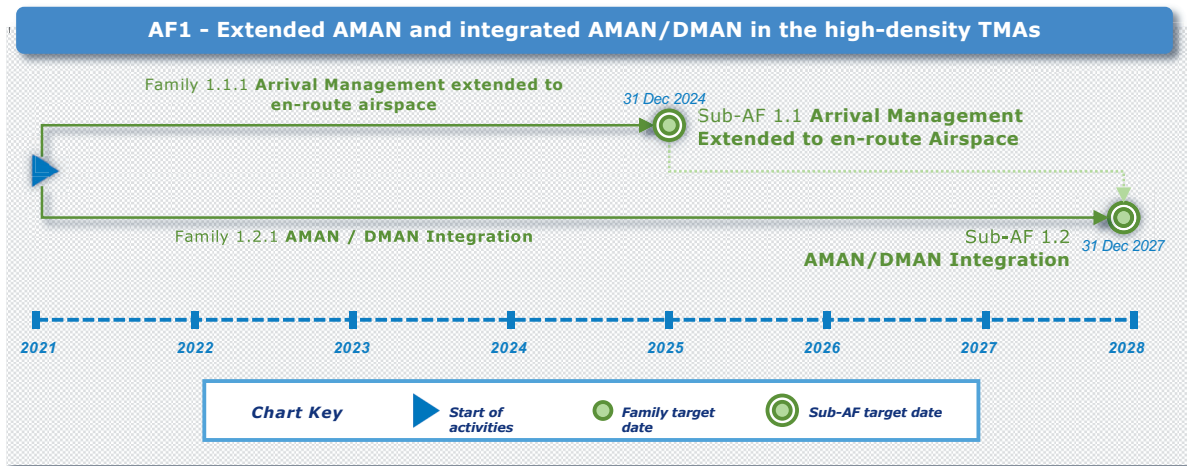 AF1 - Extended AMAN and integrated AMAN/DMAN in the high-density TMAs
Family 1.1.1 Arrival Management extended to
en-route airspace
31 Dec 2024
Sub-AF 1.1 Arrival Management
Extended to en-route Airspace
Family 1.2.1 AMAN / DMAN Integration
Sub-AF 1.2
AMAN/DMAN Integration
31 Dec 2027
2021 2022 2023 2024 2025 2026 2027 2028
Chart Key
Start of
activities
Family target
date
Sub-AF target date